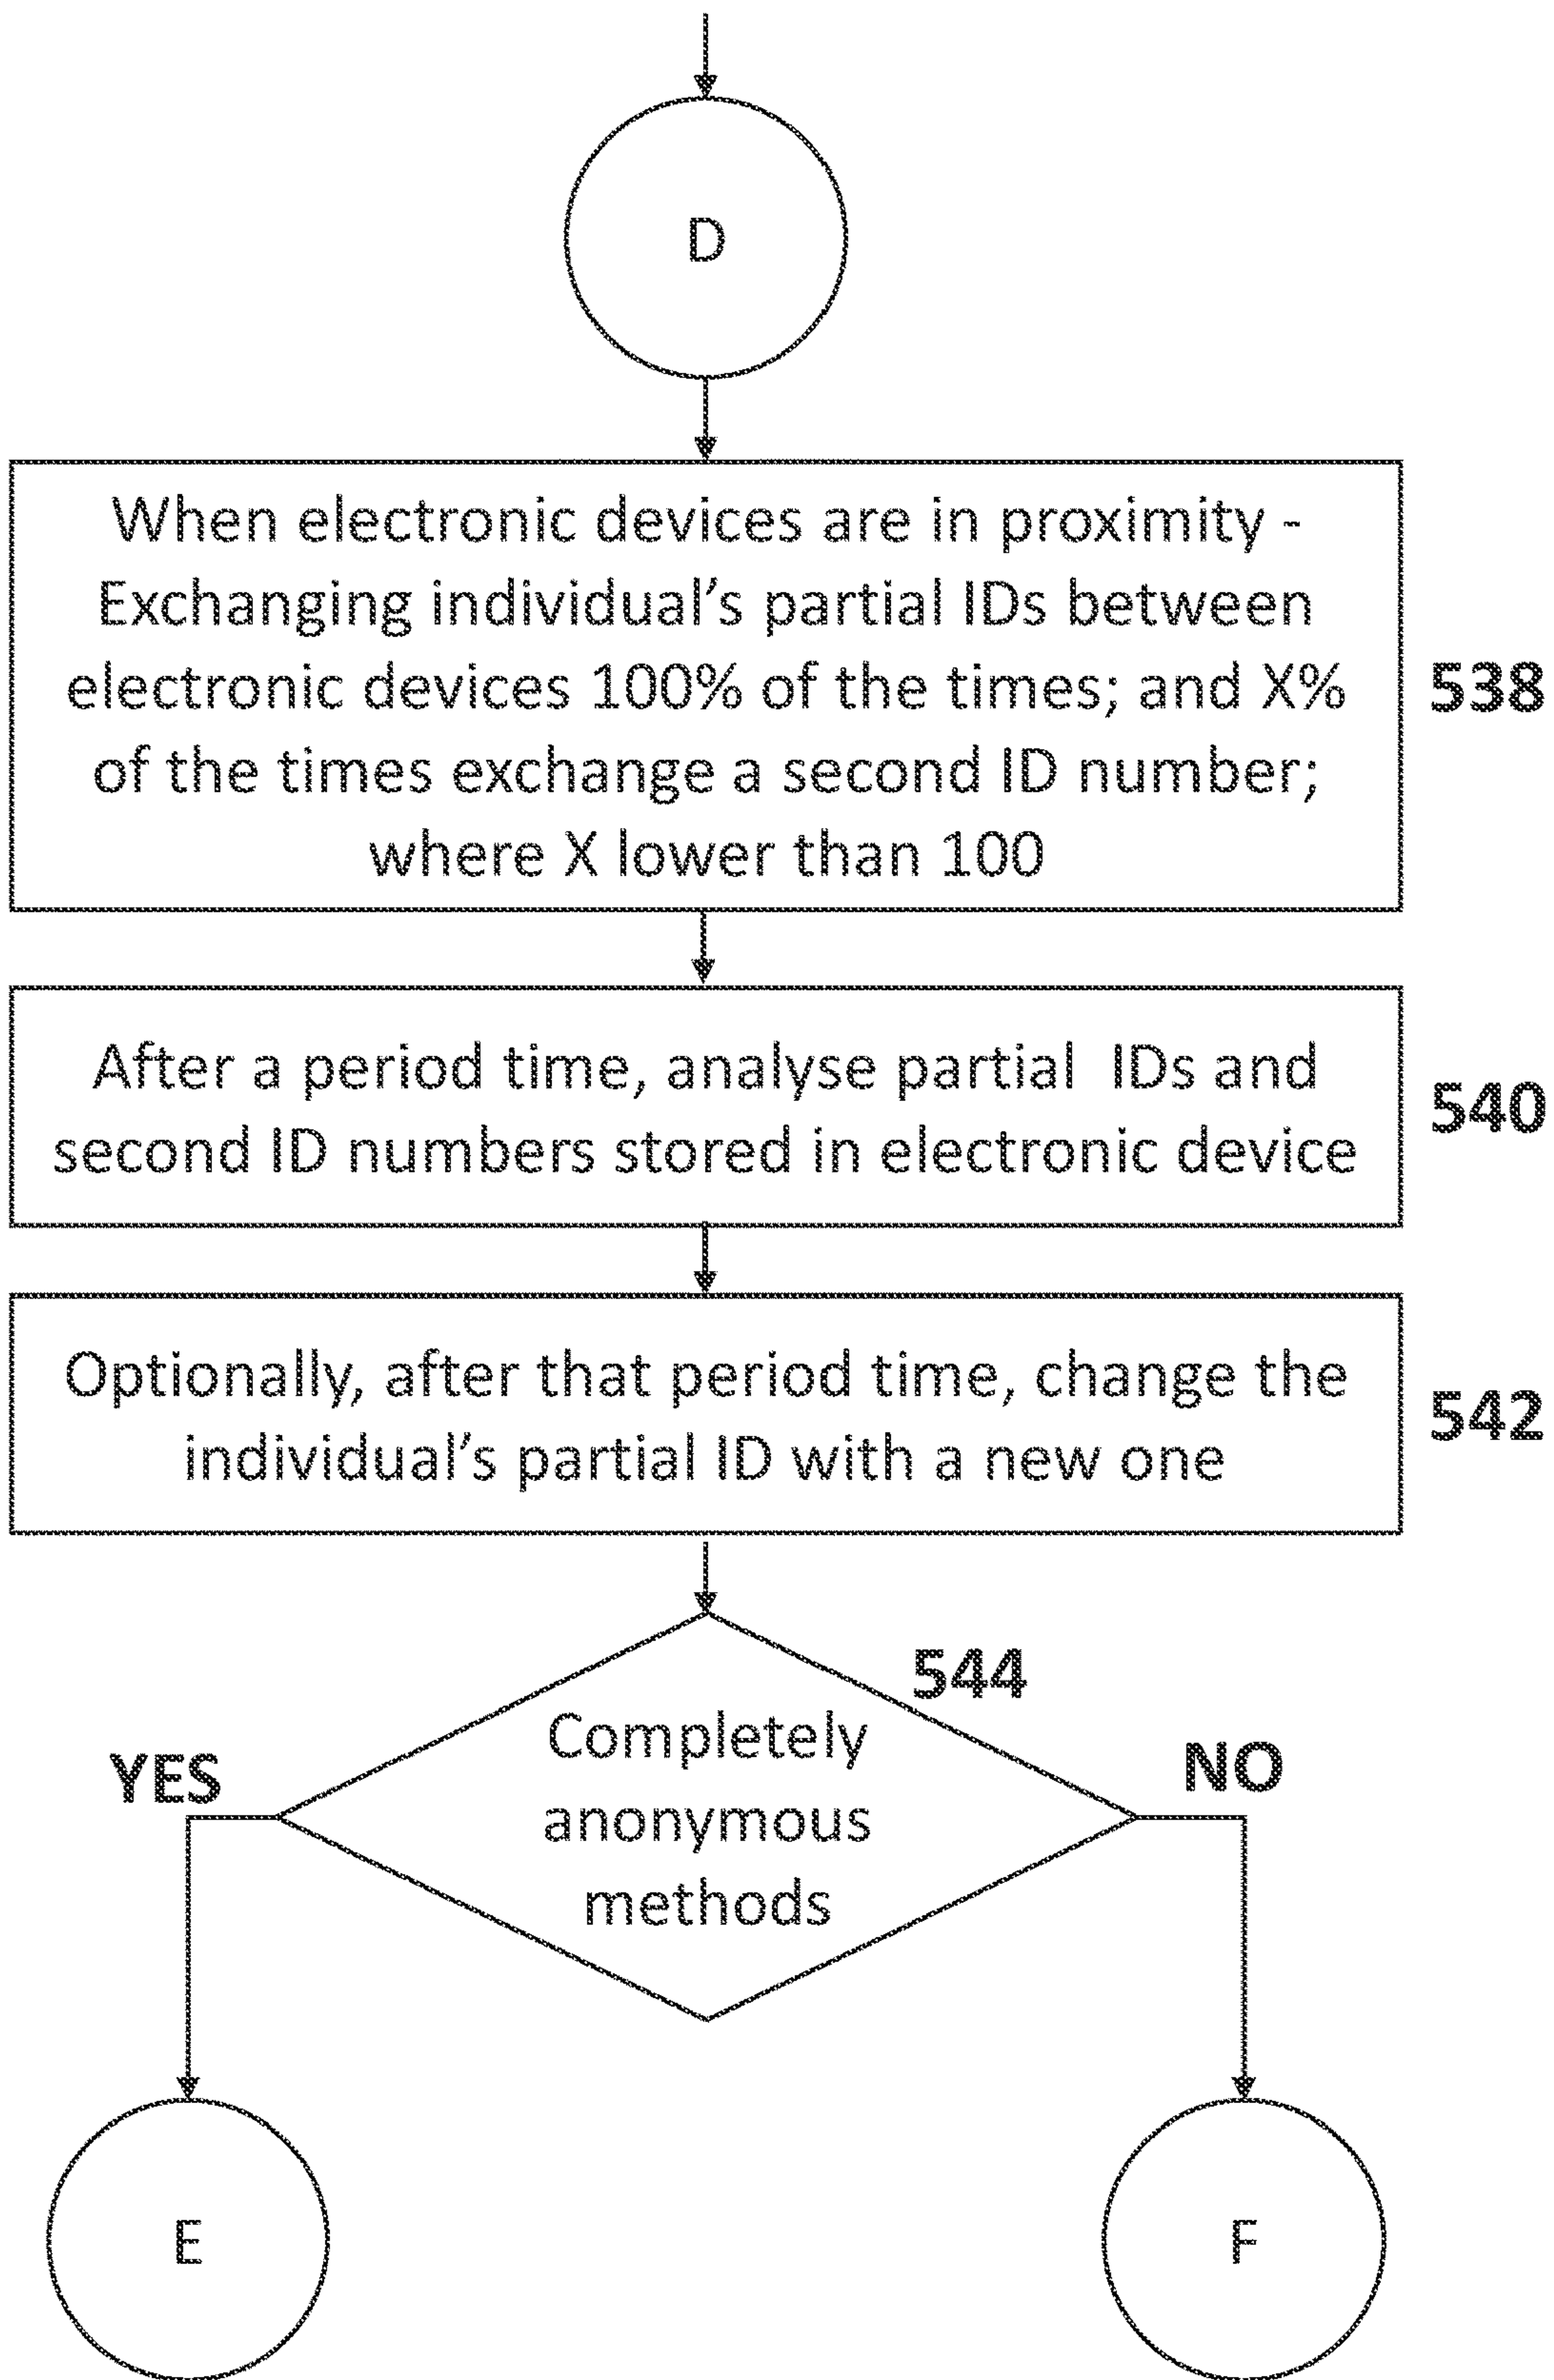 D
When electronic devices are in proximity -
Exchanging individual's partial IDs between
electronic devices 100% of the times; and X%
of the times exchange a second ID number;
where X lower than 100
538
After a period time, analyse partial IDs and
second ID numbers stored in electronic device
540
Optionally, after that period time, change the
individual's partial ID with a new one
542
544
Completely
anonymous
methods
YES
NO
E
F